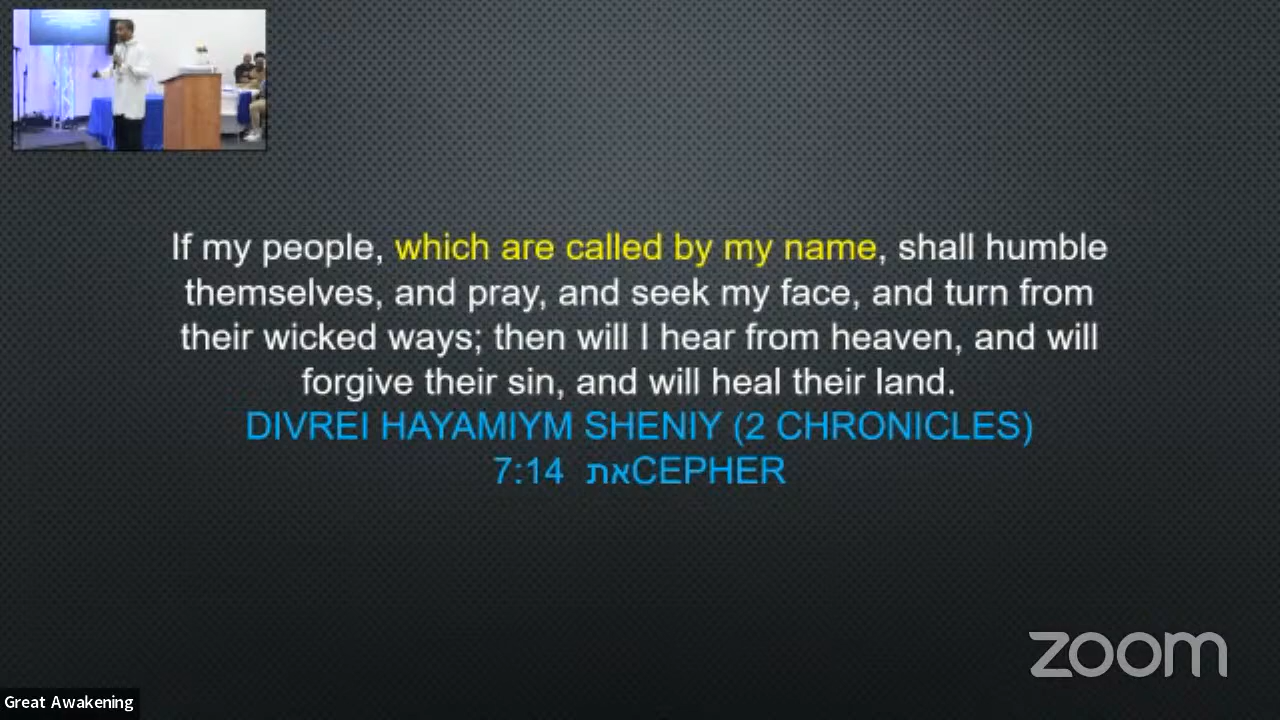 If my people, which are called by my name, shall humble
themselves, and pray, and seek my face, and turn from
their wicked ways; then will I hear from heaven, and will
forgive their sin, and will heal their land.
DIVREI HAYAMIYM SHENIY (2 CHRONICLES)
7:14 אתCEPHER
zoom
Great Awakening